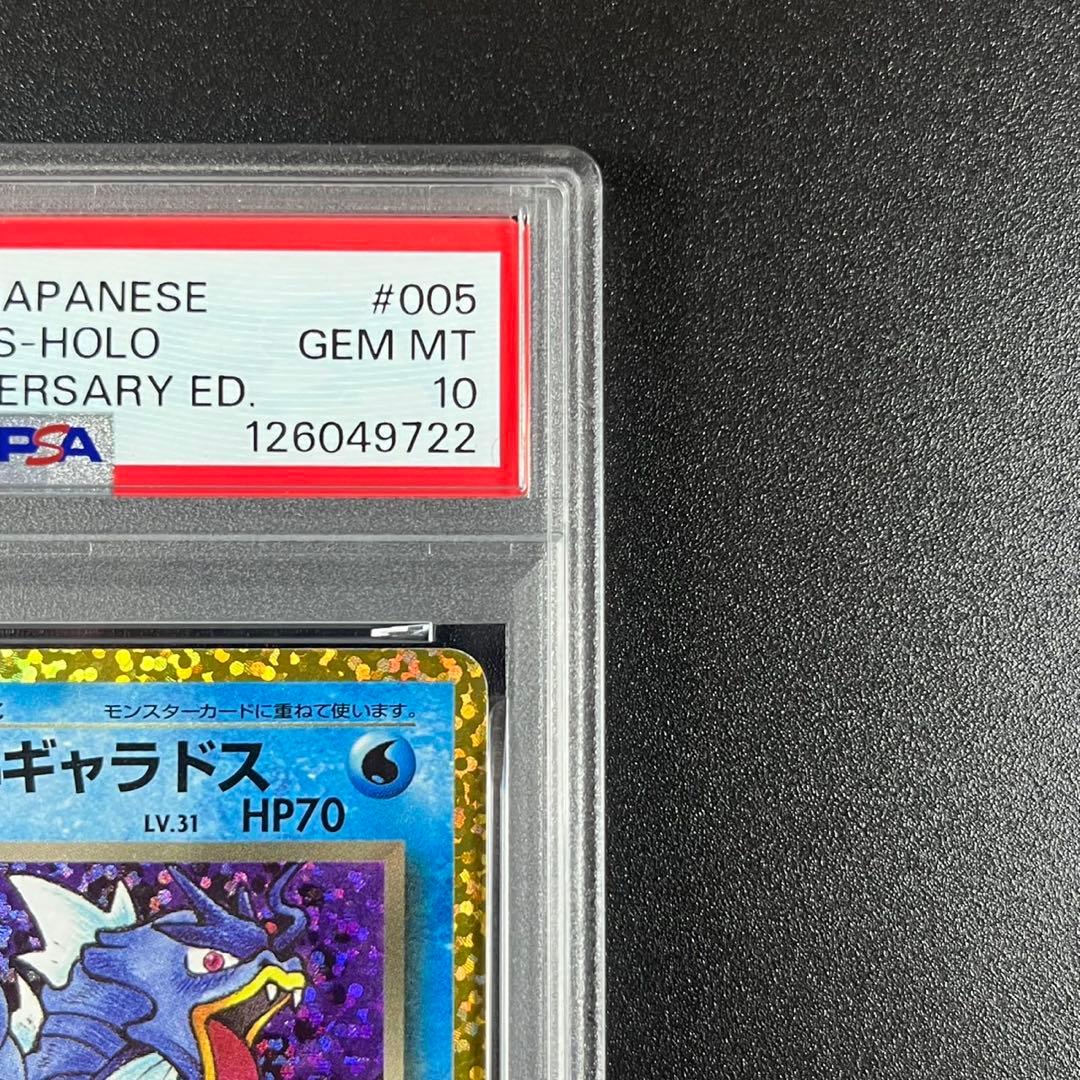 APANESE #005
S-HOLO GEM MT
ERSARY ED. 10
PSA 126049722
モンスターカードに重ねて使います。
ギャラドス
LV.31 HP70